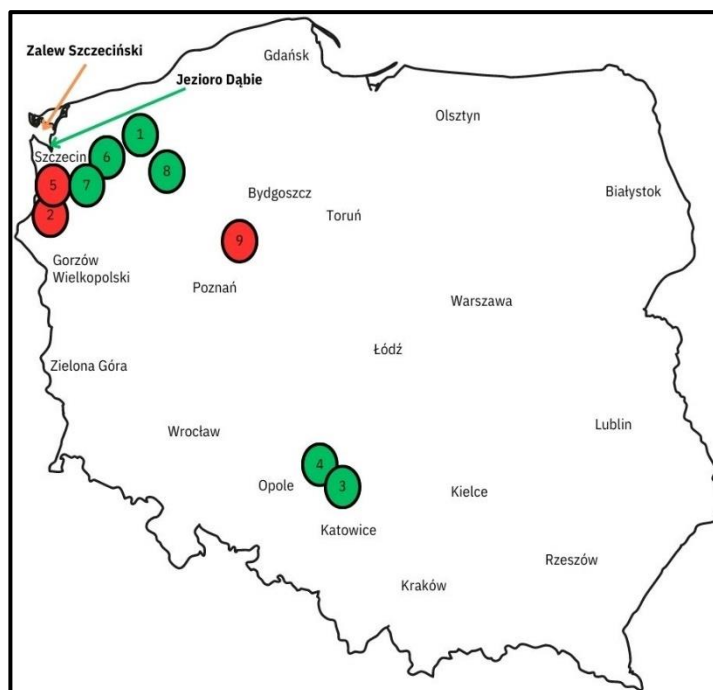 Gdańsk
Zalew Szczeciński
Jezioro Dąbie
Olsztyn
1
Szczecin
6
8
5
7
Bydgoszcz
Białystok
2
Toruń
9
Gorzów
Wielkopolski
Poznań
Warszawa
Łódź
Zielona Góra
Lublin
Wrocław
4
Opole
3
Kielce
Katowice
Rzeszów
Kraków